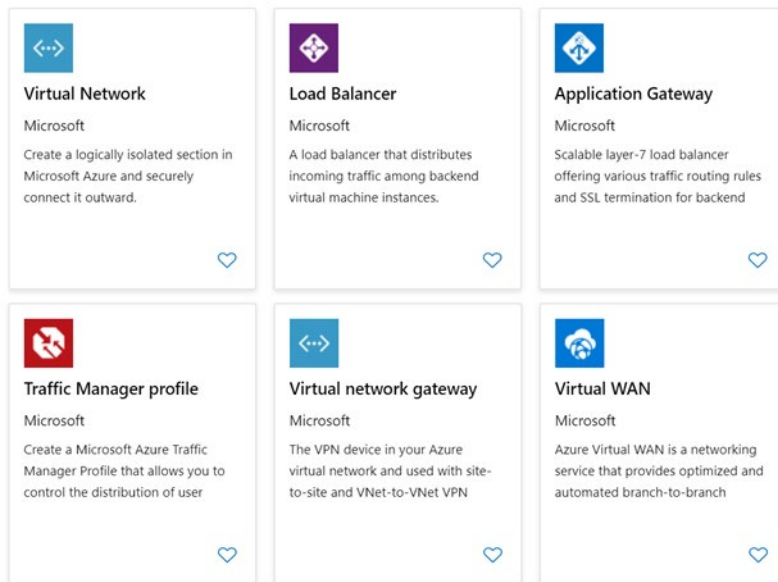 Virtual Network
Microsoft
Create a logically isolated section in
Microsoft Azure and securely
connect it outward.
Load Balancer
Microsoft
A load balancer that distributes
incoming traffic among backend
virtual machine instances.
Application Gateway
Microsoft
Scalable layer-7 load balancer
offering various traffic routing rules
and SSL termination for backend
Traffic Manager profile
Microsoft
Create a Microsoft Azure Traffic
Manager Profile that allows you to
control the distribution of user
Virtual network gateway
Microsoft
The VPN device in your Azure
virtual network and used with site-
to-site and VNet-to-VNet VPN
Virtual WAN
Microsoft
Azure Virtual WAN is a networking
service that provides optimized and
automated branch-to-branch